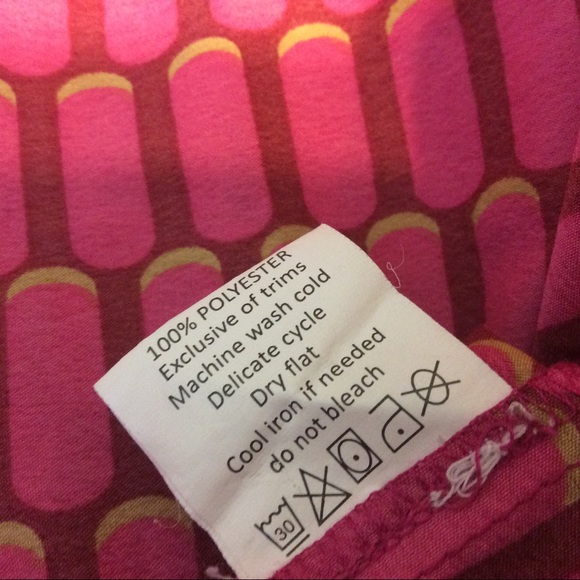 100% POLYESTER
Exclusive of trims
Machine wash cold
Delicate cycle
Dry flat
Cool iron if needed
do not bleach
30